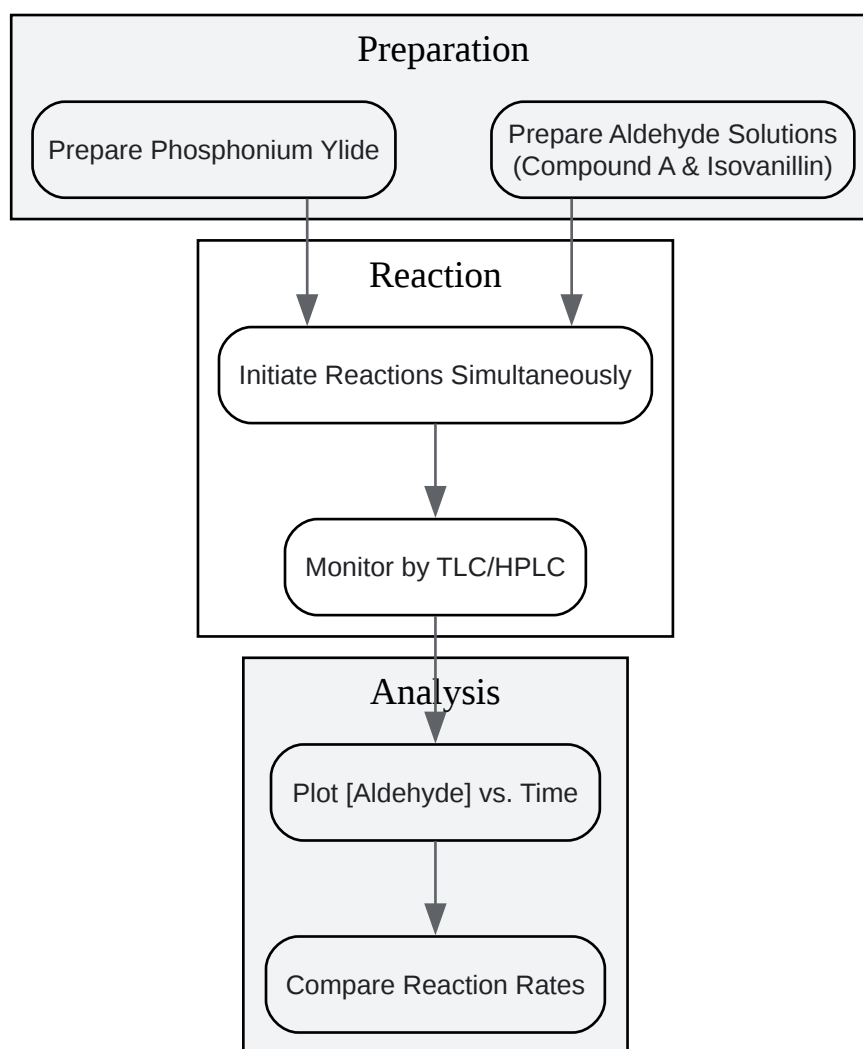 Preparation
Prepare Phosphonium Ylide
Prepare Aldehyde Solutions
(Compound A & Isovanillin)
Reaction
Initiate Reactions Simultaneously
Monitor by TLC/HPLC
Analysis
Plot [Aldehyde] vs. Time
Compare Reaction Rates